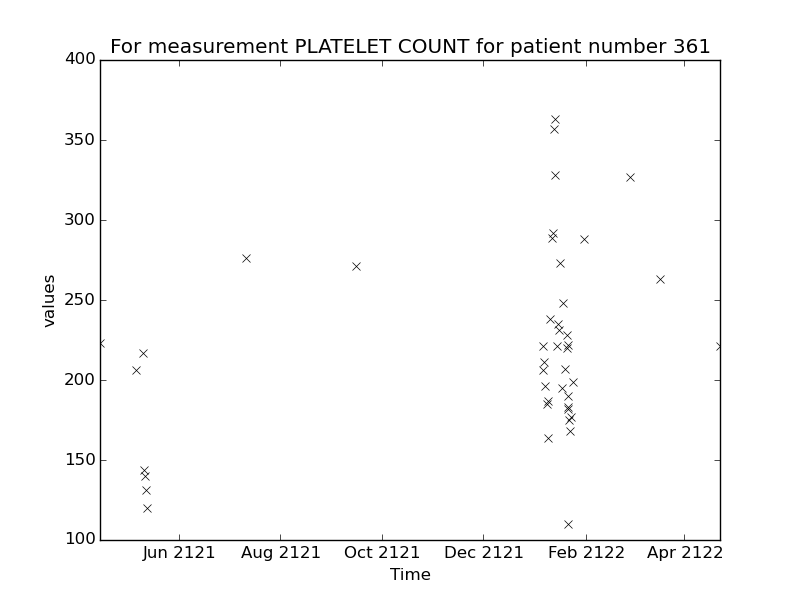 For measurement PLATELET COUNT for patient number 361
400
350
300
250
200
150
100
values
Jun 2121 Aug 2121 Oct 2121 Dec 2121 Feb 2122 Apr 2122
Time